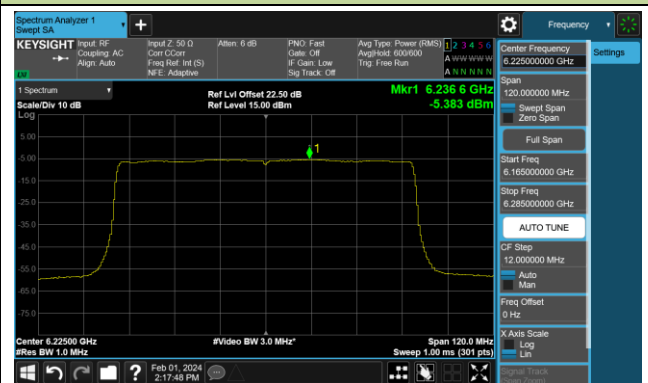 Spectrum Analyzer 1
Swept SA
Frequency
KEYSIGHT
Input: RF
Coupling: AC
Align: Auto
Input Z: 50 Ω
Corr CCorr
Freq Ref: Int (S)
NFE: Adaptive
Atten: 6 dB
PNO: Fast
Gate: Off
IF Gain: Low
Sig Track: Off
Avg Type: Power (RMS)
Avg|Hold: 600/600
Trig: Free Run
1 2 3 4 5 6
A W W W W W
A N N N N N
LXI
Center Frequency
6.225000000 GHz
Settings
1 Spectrum
Scale/Div 10 dB
Log
Ref Lvl Offset 22.50 dB
Ref Level 15.00 dBm
Mkr1 6.236 6 GHz
-5.383 dBm
Span
120.000000 MHz
Swept Span
Zero Span
Full Span
Start Freq
6.165000000 GHz
Stop Freq
6.285000000 GHz
AUTO TUNE
CF Step
12.000000 MHz
Auto
Man
Freq Offset
0 Hz
X Axis Scale
Log
Lin
Signal Track
(Span Zoom)
5.00
1
-5.00
-15.0
-25.0
-35.0
-45.0
-55.0
-65.0
-75.0
Center 6.22500 GHz
#Res BW 1.0 MHz
#Video BW 3.0 MHz*
Span 120.0 MHz
Sweep 1.00 ms (301 pts)
?
Feb 01, 2024
2:17:48 PM